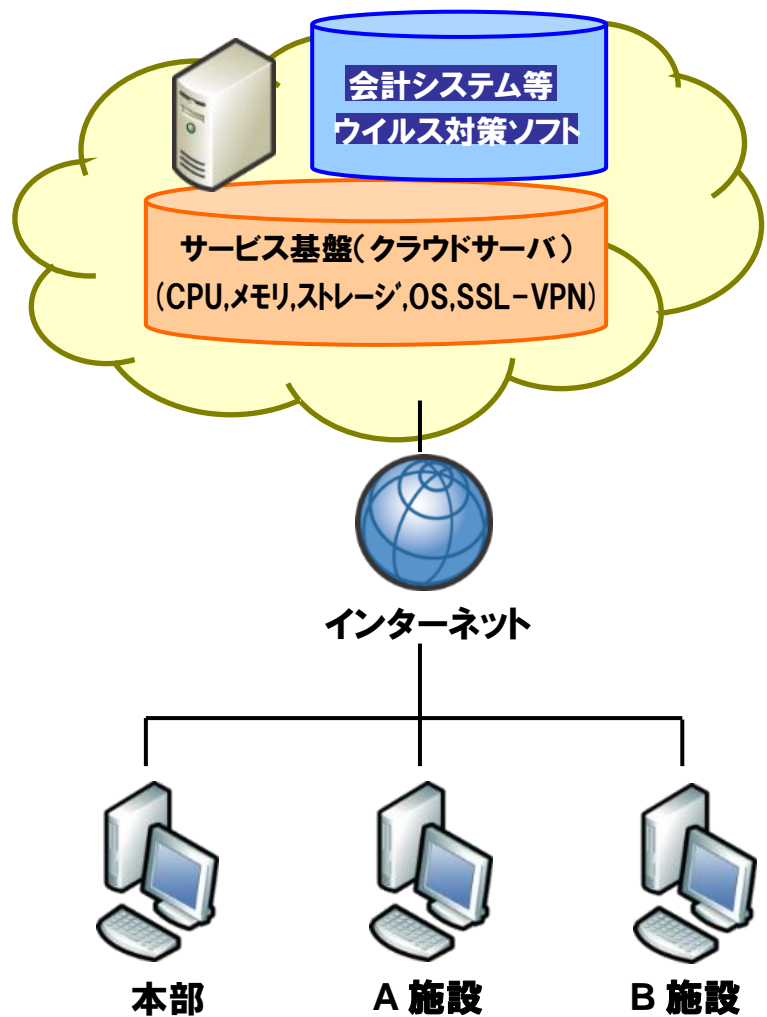 会計システム等
ウイルス対策ソフト
サービス基盤(クラウドサーバ)
(CPU,メモリ,ストレージ,OS,SSL-VPN)
インターネット
本部
A 施設
B 施設